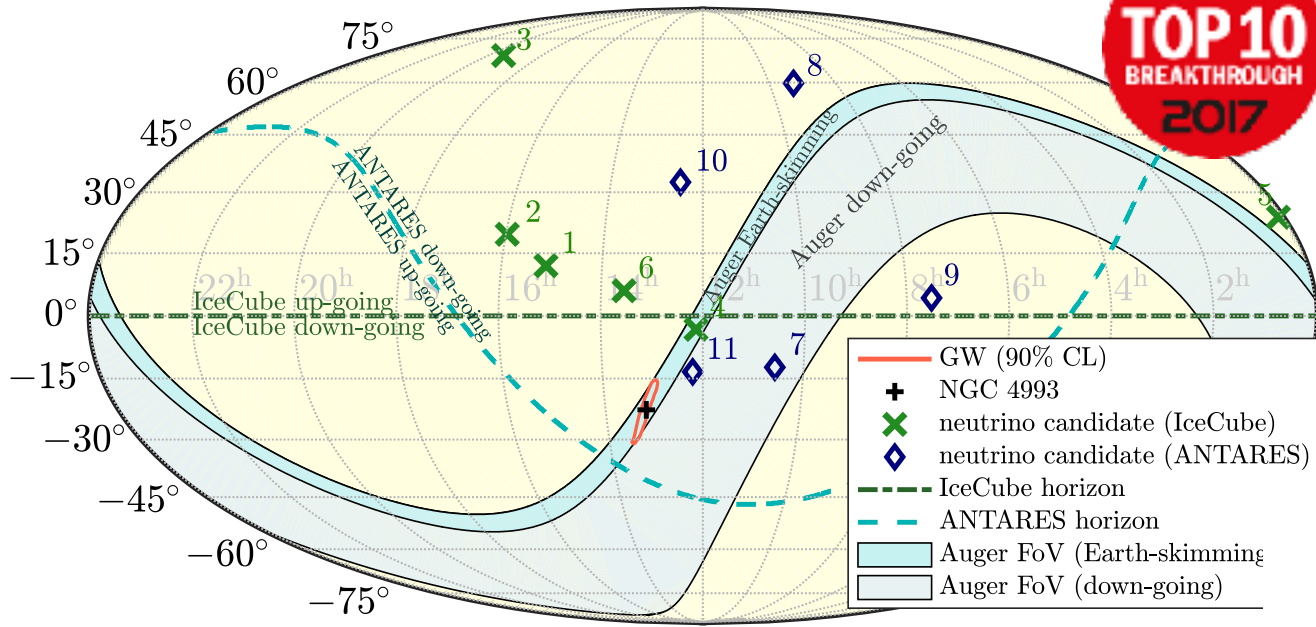 TOP 10
BREAKTHROUGH
2017
75°
60°
45°
30°
15°
0°
−15°
−30°
−45°
−60°
−75°
3
8
10
5
2
1
6
9
4
11
7
22h
20h
18h
16h
14h
12h
10h
8h
6h
4h
2h
ANTARES down-going
ANTARES up-going
Auger Earth-skimming
Auger down-going
IceCube up-going
IceCube down-going
GW (90% CL)
NGC 4993
neutrino candidate (IceCube)
neutrino candidate (ANTARES)
IceCube horizon
ANTARES horizon
Auger FoV (Earth-skimming
Auger FoV (down-going)